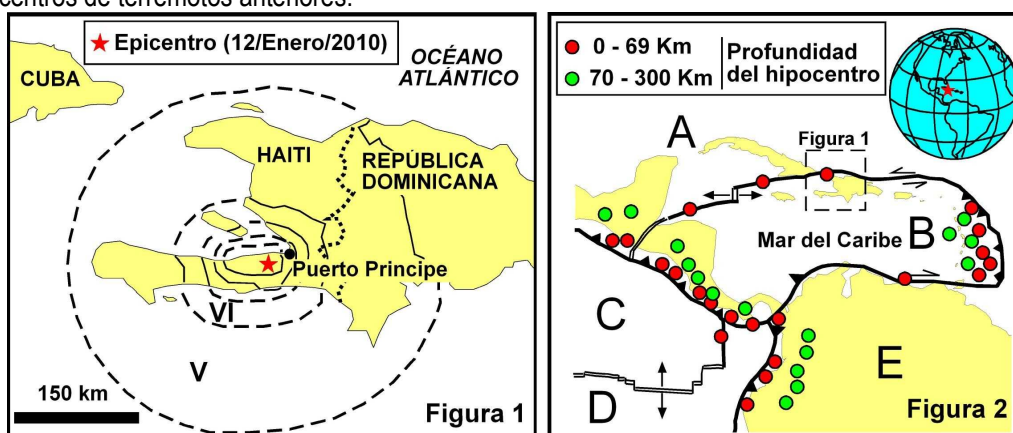 centros de terremotos anteriores.
★ Epicentro (12/Enero/2010)
OCÉANO
ATLÁNTICO
CUBA
HAITI
REPÚBLICA
DOMINICANA
Puerto Principe
VI
V
150 km
Figura 1
0 - 69 Km
70 - 300 Km
Profundidad
del hipocentro
A
Figura 1
B
Mar del Caribe
C
D
E
Figura 2